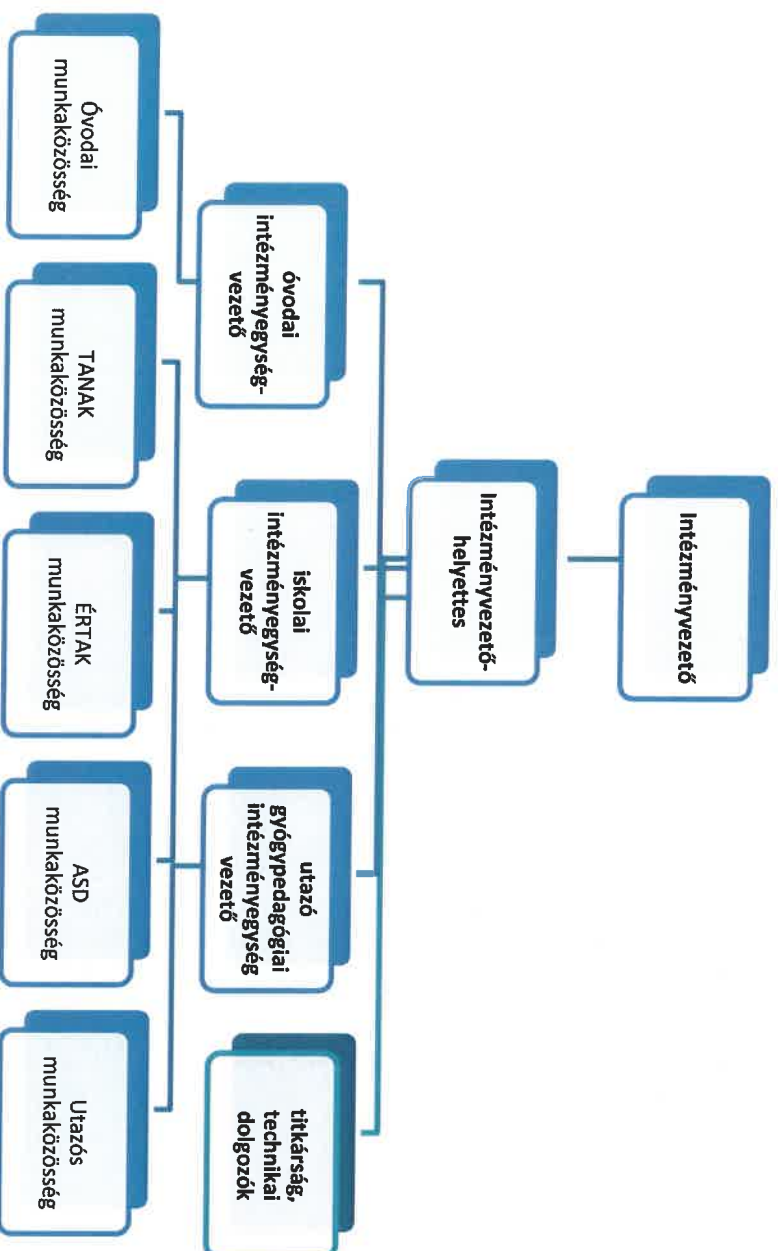 Intézményvezető
Intézményvezető-
helyettes
óvodai
intézményegység-
vezető
iskolai
intézményegység-
vezető
utazó
gyógypedagógiai
intézményegység
vezető
titkárság,
technikai
dolgozók
Óvodai
munkaközösség
TANAK
munkaközösség
ÉRTAK
munkaközösség
ASD
munkaközösség
Utazós
munkaközösség